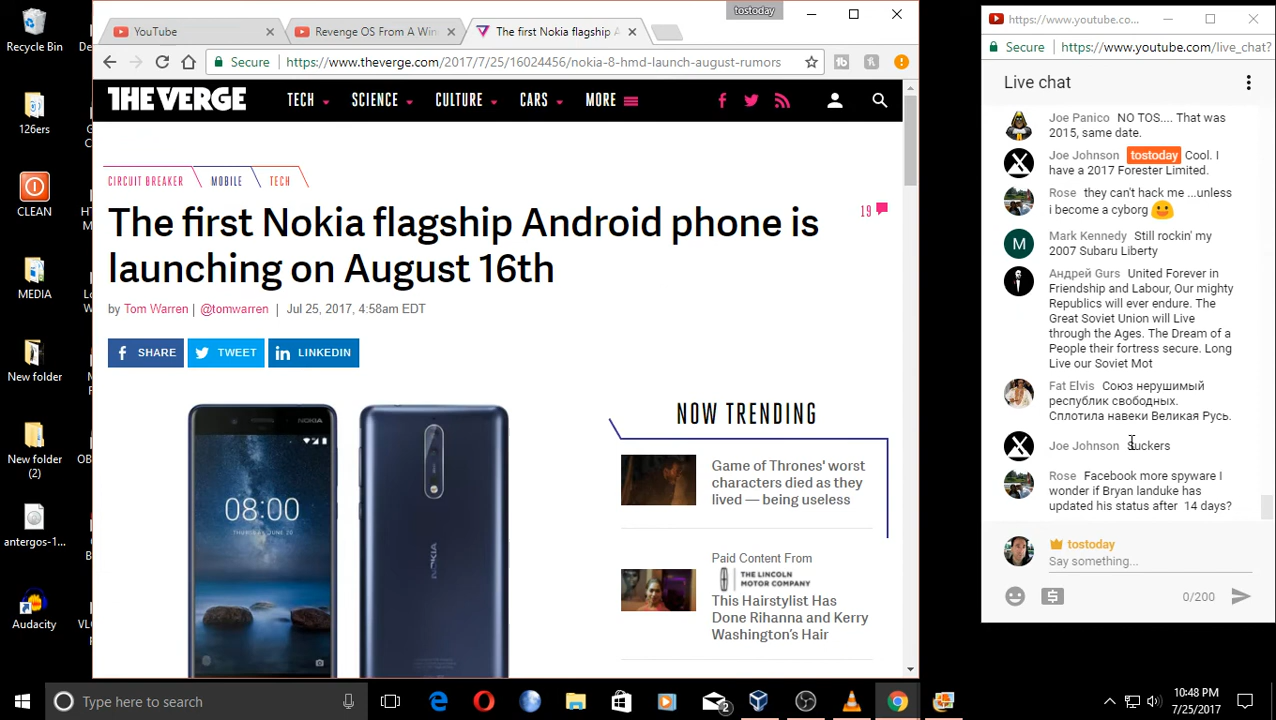 Recycle Bin
126ers
CLEAN
MEDIA
New folder
New folder
(2)
antergos-1...
Audacity
tostoday
YouTube
Revenge OS From A Win
The first Nokia flagship A
Secure
https://www.theverge.com/2017/7/25/16024456/nokia-8-hmd-launch-august-rumors
THE VERGE
TECH
SCIENCE
CULTURE
CARS
MORE
CIRCUIT BREAKER
MOBILE
TECH
The first Nokia flagship Android phone is
launching on August 16th
19
by Tom Warren | @tomwarren | Jul 25, 2017, 4:58am EDT
SHARE
TWEET
LINKEDIN
NOKIA
08:00
NOKIA
NOW TRENDING
Game of Thrones' worst
characters died as they
lived — being useless
Paid Content From
THE LINCOLN
MOTOR COMPANY
This Hairstylist Has
Done Rihanna and Kerry
Washington's Hair
https://www.youtube.co...
Secure
https://www.youtube.com/live_chat?
Live chat
Joe Panico NO TOS.... That was
2015, same date.
Joe Johnson tostoday Cool. I
have a 2017 Forester Limited.
Rose they can't hack me ...unless
i become a cyborg
M
Mark Kennedy Still rockin' my
2007 Subaru Liberty
Андрей Gurs United Forever in
Friendship and Labour, Our mighty
Republics will ever endure. The
Great Soviet Union will Live
through the Ages. The Dream of a
People their fortress secure. Long
Live our Soviet Mot
Fat Elvis Союз нерушимый
республик свободных.
Сплотила навеки Великая Русь.
Joe Johnson Suckers
Rose Facebook more spyware I
wonder if Bryan landuke has
updated his status after 14 days?
tostoday
Say something...
0/200
Type here to search
2
10:48 PM
7/25/2017